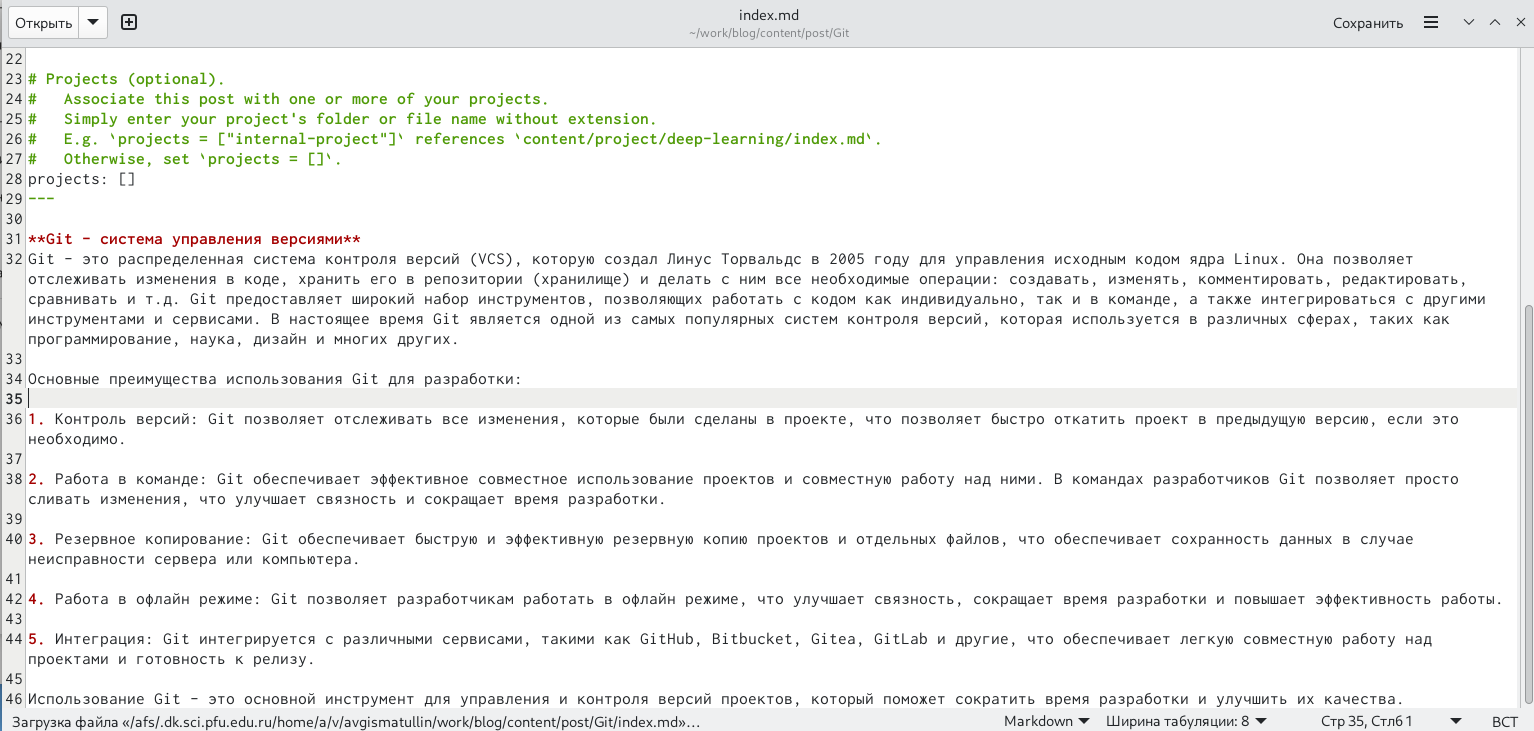 Открыть
index.md
~/work/blog/content/post/Git
Сохранить
22
23 # Projects (optional).
24 #   Associate this post with one or more of your projects.
25 #   Simply enter your project's folder or file name without extension.
26 #   E.g. `projects = ["internal-project"]` references `content/project/deep-learning/index.md`.
27 #   Otherwise, set `projects = []`.
28 projects: []
29 ---
30
31 **Git - система управления версиями**
32 Git - это распределенная система контроля версий (VCS), которую создал Линус Торвальдс в 2005 году для управления исходным кодом ядра Linux. Она позволяет
отслеживать изменения в коде, хранить его в репозитории (хранилище) и делать с ним все необходимые операции: создавать, изменять, комментировать, редактировать,
сравнивать и т.д. Git предоставляет широкий набор инструментов, позволяющих работать с кодом как индивидуально, так и в команде, а также интегрироваться с другими
инструментами и сервисами. В настоящее время Git является одной из самых популярных систем контроля версий, которая используется в различных сферах, таких как
программирование, наука, дизайн и многих других.
33
34 Основные преимущества использования Git для разработки:
35
36 1. Контроль версий: Git позволяет отслеживать все изменения, которые были сделаны в проекте, что позволяет быстро откатить проект в предыдущую версию, если это
необходимо.
37
38 2. Работа в команде: Git обеспечивает эффективное совместное использование проектов и совместную работу над ними. В командах разработчиков Git позволяет просто
сливать изменения, что улучшает связность и сокращает время разработки.
39
40 3. Резервное копирование: Git обеспечивает быструю и эффективную резервную копию проектов и отдельных файлов, что обеспечивает сохранность данных в случае
неисправности сервера или компьютера.
41
42 4. Работа в офлайн режиме: Git позволяет разработчикам работать в офлайн режиме, что улучшает связность, сокращает время разработки и повышает эффективность работы.
43
44 5. Интеграция: Git интегрируется с различными сервисами, такими как GitHub, Bitbucket, Gitea, GitLab и другие, что обеспечивает легкую совместную работу над
проектами и готовность к релизу.
45
46 Использование Git - это основной инструмент для управления и контроля версий проектов, который поможет сократить время разработки и улучшить их качества.
Загрузка файла «/afs/.dk.sci.pfu.edu.ru/home/a/v/avgismatullin/work/blog/content/post/Git/index.md»… Markdown Ширина табуляции: 8 Стр 35, Стлб 1 ВСТ